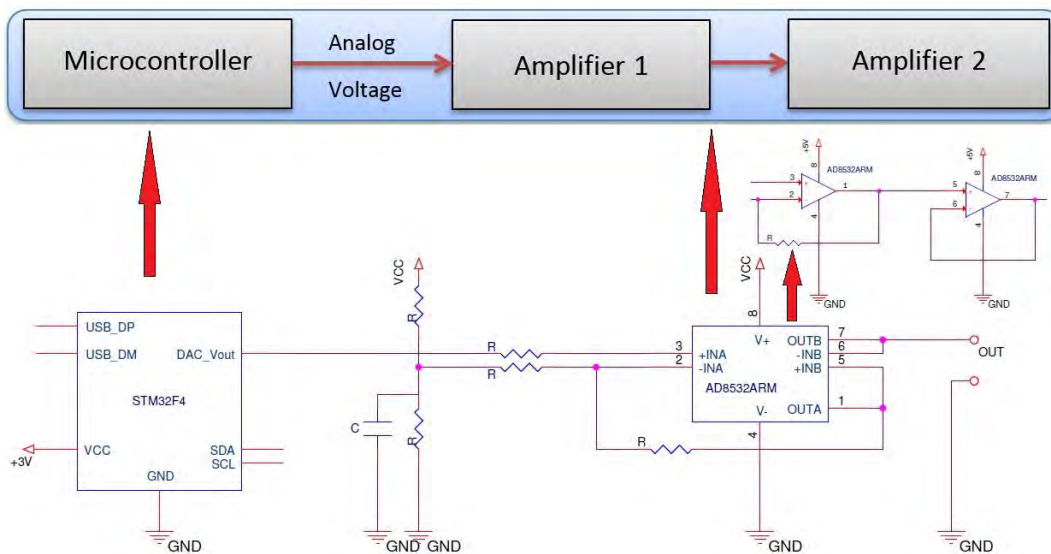 Microcontroller
Analog
Voltage
Amplifier 1
Amplifier 2
+5V
8
AD8532ARM
3
+
2
-
1
4
R
GND
+5V
8
AD8532ARM
5
+
6
-
7
4
GND
VCC
R
VCC
8
USB_DP
USB_DM
DAC_Vout
STM32F4
VCC
+3V
SDA
SCL
GND
GND
R
R
3
2
+INA
-INA
V+
OUTB
-INB
+INB
AD8532ARM
V-
OUTA
7
6
5
1
4
OUT
C
R
R
GND
GND
GND
GND